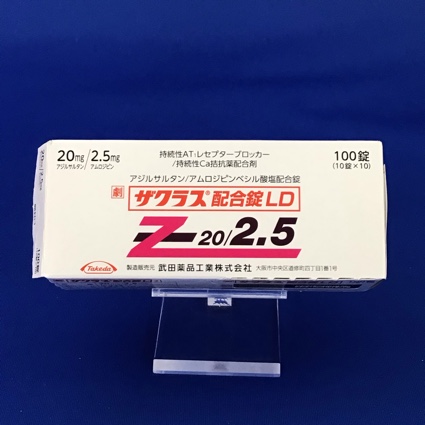 20mg/2.5mg
アジルサルタン/アムロジピン
持続性AT₁レセプターブロッカー
/持続性Ca拮抗薬配合剤
100錠
(10錠×10)
アジルサルタン/アムロジピンベシル酸塩配合錠
劇 ザクラス®配合錠LD
Z 20/2.5
Takeda
製造販売元 武田薬品工業株式会社 大阪市中央区道修町四丁目1番1号